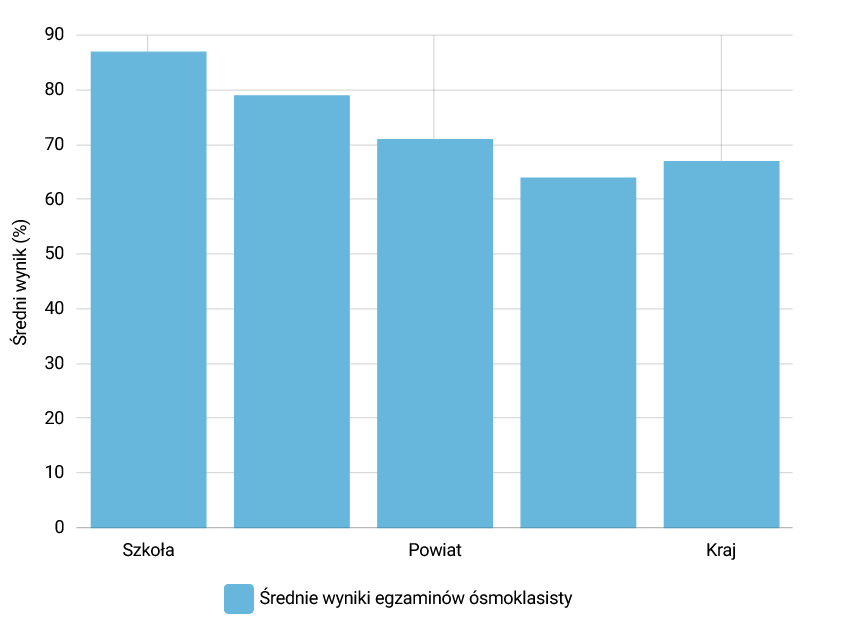 90
80
70
60
50
40
30
20
10
0
Średni wynik (%)
Szkoła
Powiat
Kraj
Średnie wyniki egzaminów ósmoklasisty